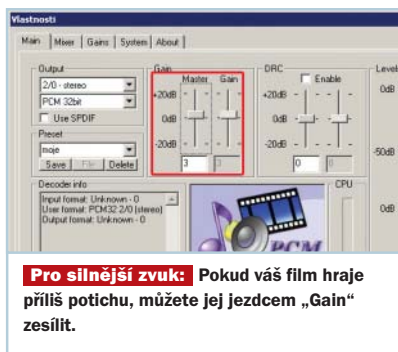 Vlastnosti
Main Mixer Gains System About
Output Gain DRC Level
2/0 - stereo Master Gain Enable
+20dB +20dB 0dB
PCM 32bit
Use SPDIF 0dB 0dB
Preset
moje -20dB -20dB -50dB
Save File Delete 3 3 0 0
Decoder info CPU
Input format: Unknown - 0
User format: PCM32 2/0 (stereo)
Output format: Unknown - 0
0dB
PCM
Pro silnější zvuk: Pokud váš film hraje
příliš potichu, můžete jej jezdcem „Gain“
zesílit.